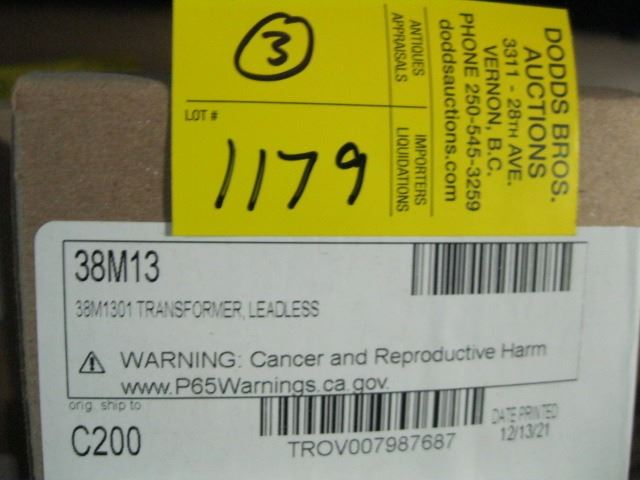 3
LOT #
1179
ANTIQUES
APPRAISALS
IMPORTERS
LIQUIDATIONS
DODDS BROS.
AUCTIONS
3311 - 28TH AVE.
VERNON, B.C.
PHONE 250-545-3259
doddsauctions.com
38M13
38M1301 TRANSFORMER, LEADLESS
WARNING: Cancer and Reproductive Harm
www.P65Warnings.ca.gov.
orig. ship to
C200
TROV007987687
DATE PRINTED
12/13/21